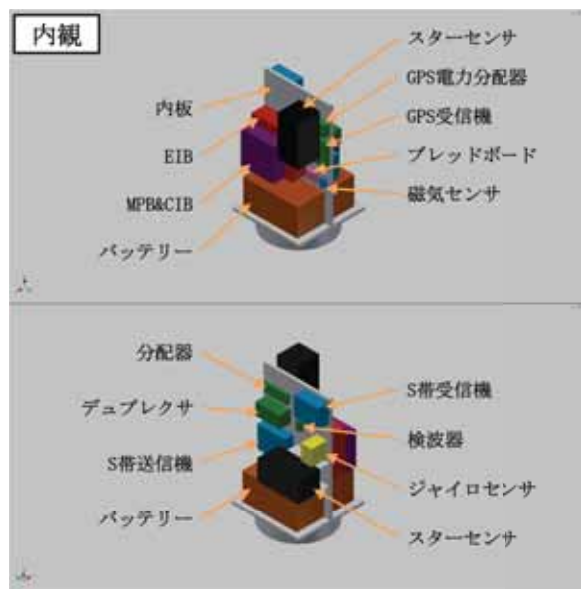 内観
スターセンサ
GPS電力分配器
内板
GPS受信機
EIB
ブレッドボード
MPB&CIB
磁気センサ
バッテリー
分配器
S帯受信機
デュプレクサ
検波器
S帯送信機
ジャイロセンサ
バッテリー
スターセンサ